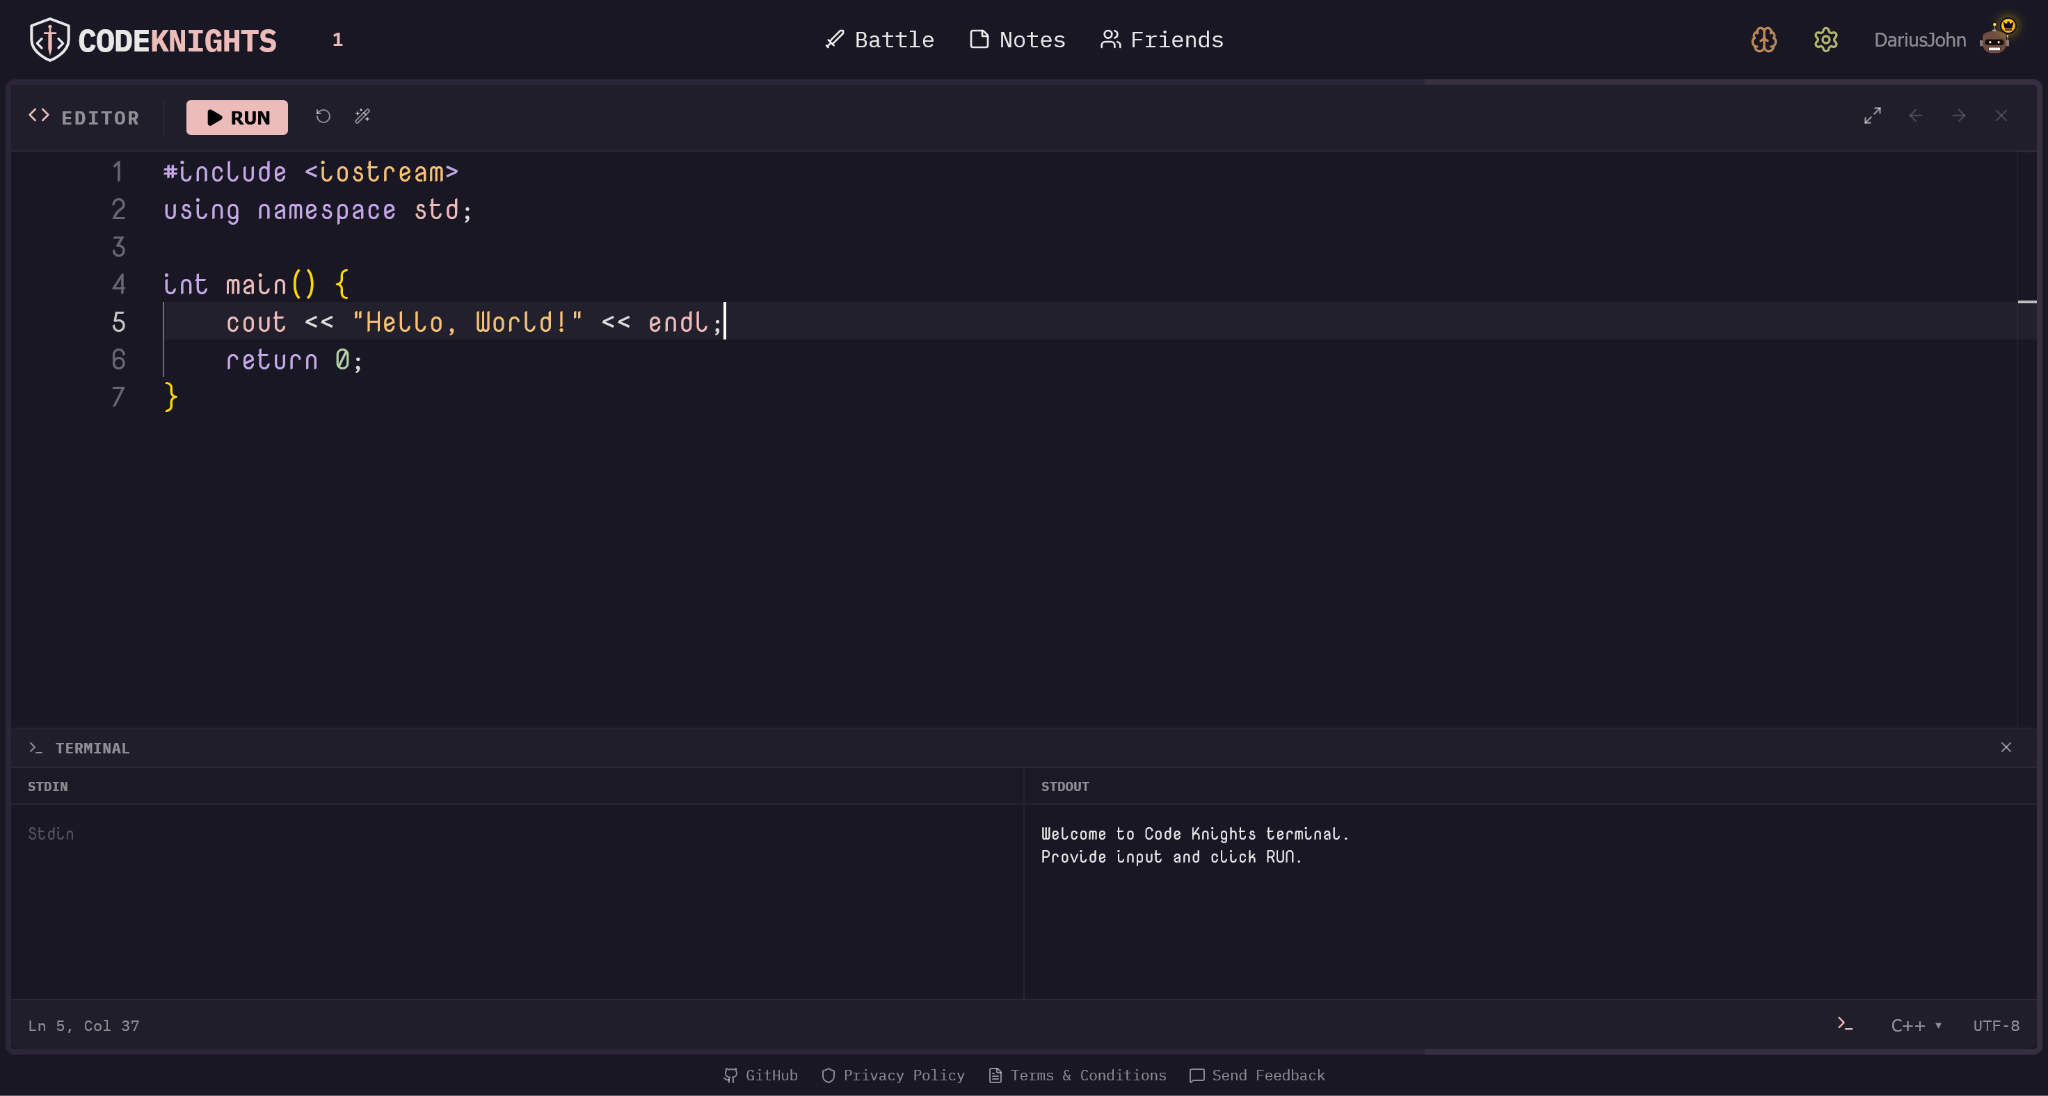 CODEKNIGHTS 1 Battle Notes Friends DariusJohn
EDITOR RUN
1 #include <iostream>
2 using namespace std;
3
4 int main() {
5     cout << "Hello, World!" << endl;
6     return 0;
7 }
>_ TERMINAL
STDIN
Stdin
STDOUT
Welcome to Code Knights terminal.
Provide input and click RUN.
Ln 5, Col 37 C++ UTF-8
GitHub Privacy Policy Terms & Conditions Send Feedback